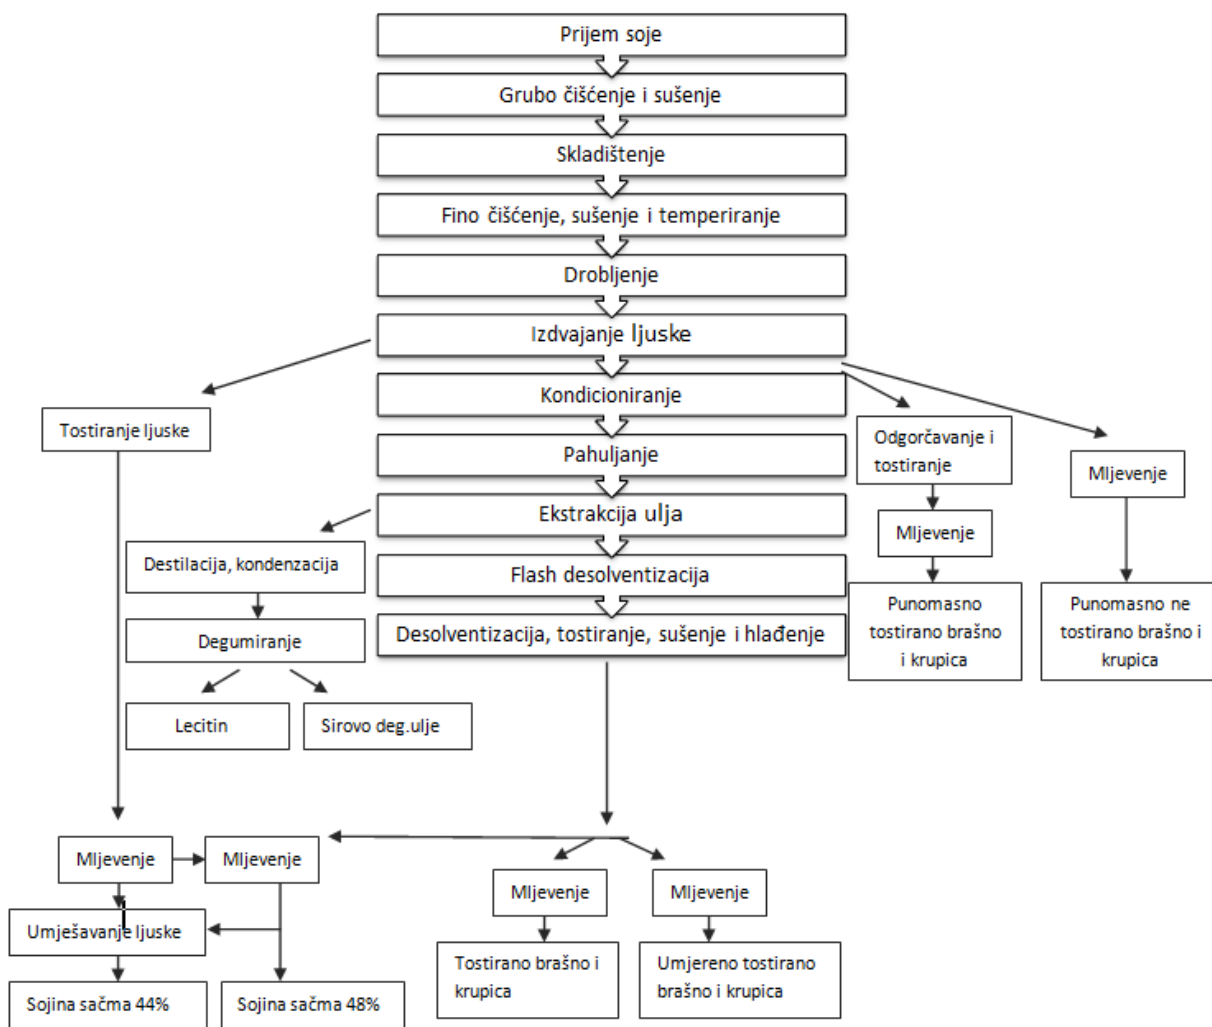 Prijem soje
Grubo čišćenje i sušenje
Skladištenje
Fino čišćenje, sušenje i temperiranje
Drobljenje
Izdvajanje ljuske
Kondicioniranje
Pahuljanje
Ekstrakcija ulja
Flash desolventizacija
Desolventizacija, tostiranje, sušenje i hlađenje
Tostiranje ljuske
Destilacija, kondenzacija
Degumiranje
Lecitin
Sirovo deg.ulje
Odgorčavanje i
tostiranje
Mljevenje
Punomasno
tostirano brašno
i krupica
Mljevenje
Punomasno ne
tostirano brašno i
krupica
Mljevenje
Mljevenje
Umješavanje ljuske
Sojina sačma 44%
Sojina sačma 48%
Mljevenje
Tostirano brašno i
krupica
Mljevenje
Umjereno tostirano
brašno i krupica